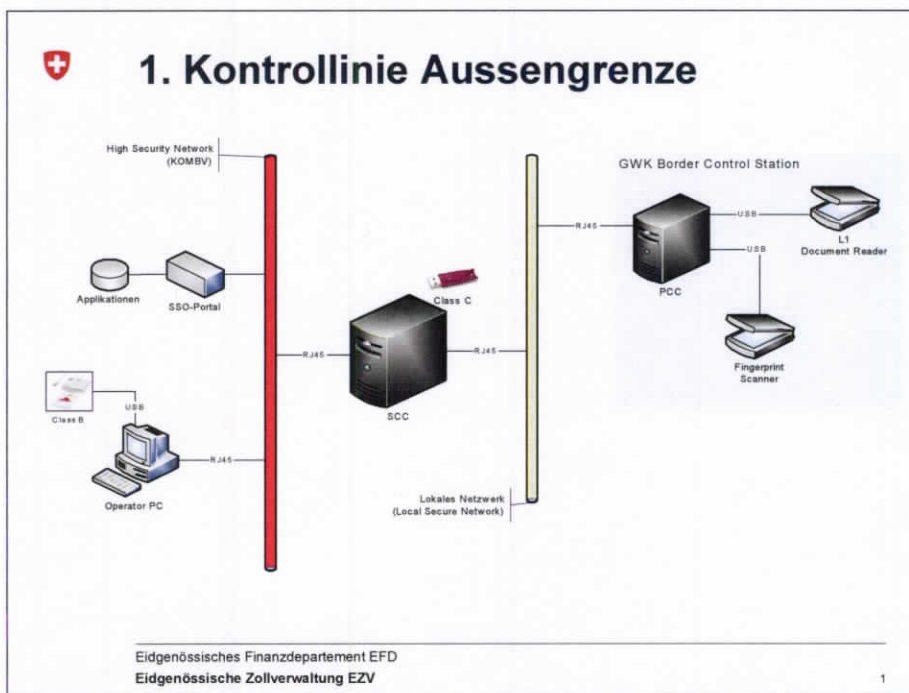 1. Kontrollinie Aussengrenze
High Security Network
(KOMBV)
GWK Border Control Station
RJ45
USB
L1
Document Reader
USB
PCC
Applikationen
SSO-Portal
Class C
Fingerprint
Scanner
RJ45
RJ45
SCC
Class B
USB
RJ45
Operator PC
Lokales Netzwerk
(Local Secure Network)
Eidgenössisches Finanzdepartement EFD
Eidgenössische Zollverwaltung EZV
1